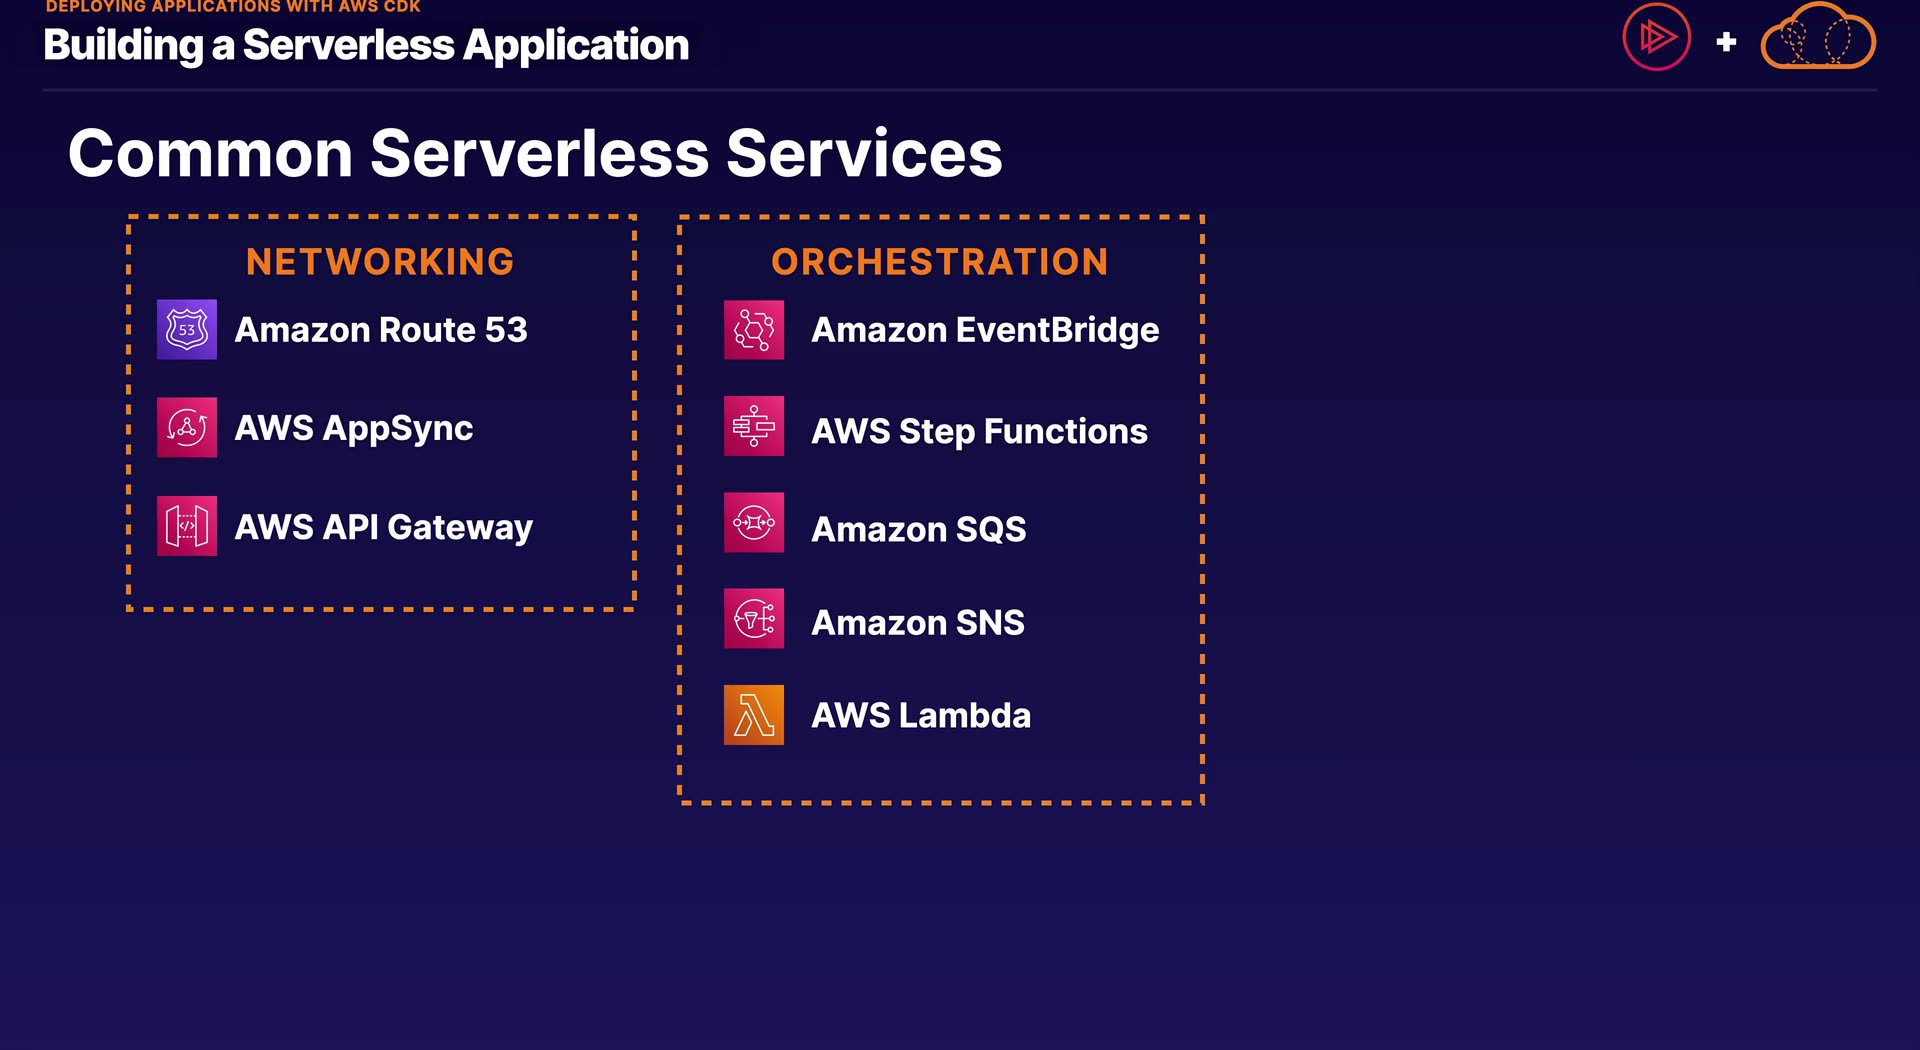 DEPLOYING APPLICATIONS WITH AWS CDK
Building a Serverless Application
+
Common Serverless Services
NETWORKING
53
Amazon Route 53
AWS AppSync
</>
AWS API Gateway
ORCHESTRATION
Amazon EventBridge
AWS Step Functions
Amazon SQS
Amazon SNS
AWS Lambda